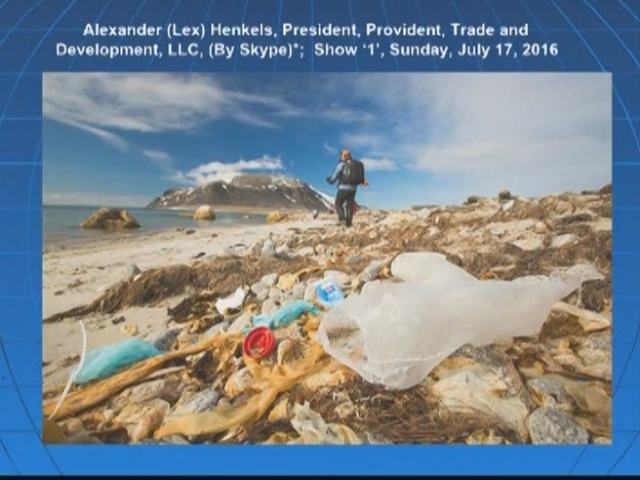 Alexander (Lex) Henkels, President, Provident, Trade and
Development, LLC, (By Skype)*;  Show ‘1’, Sunday, July 17, 2016